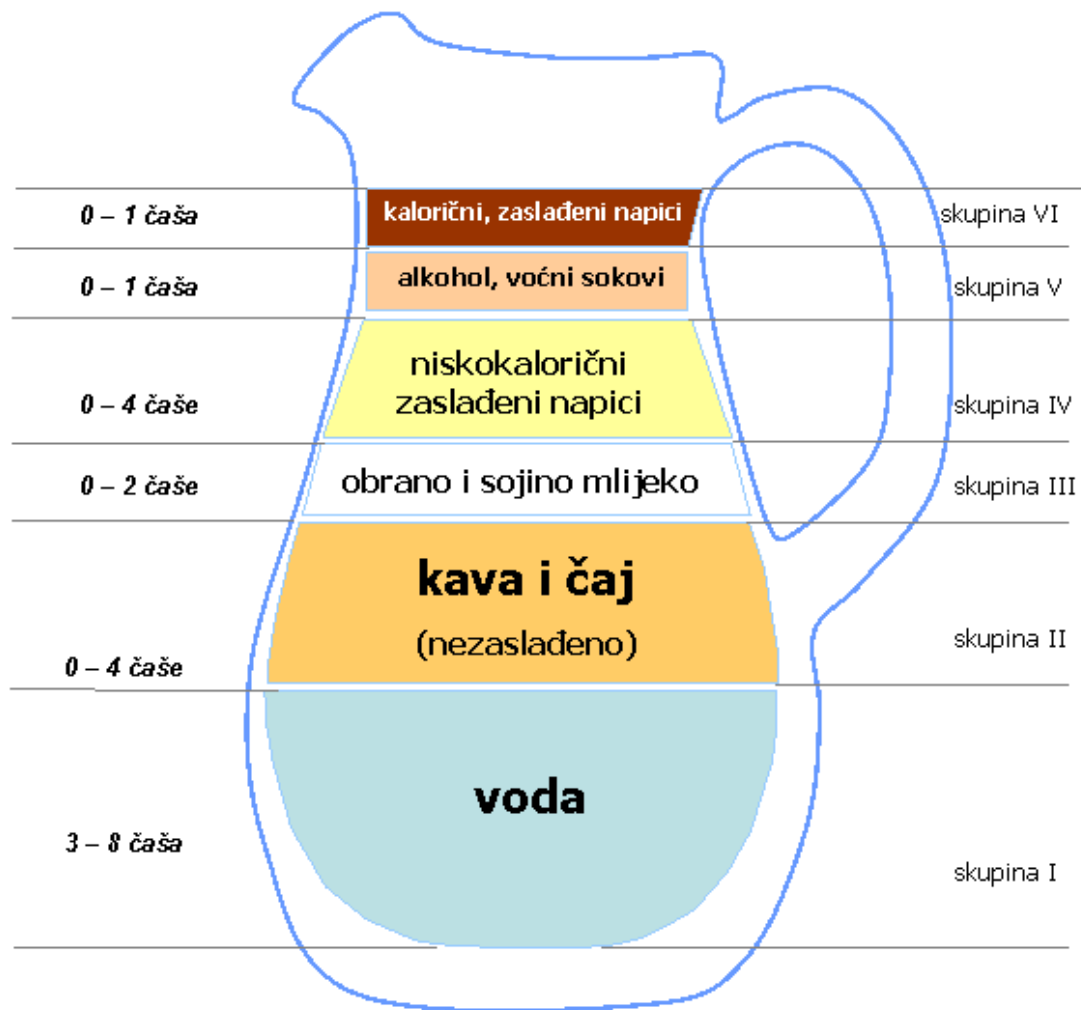 0 – 1 čaša
kalorični, zaslađeni napici
skupina VI
0 – 1 čaša
alkohol, voćni sokovi
skupina V
0 – 4 čaše
niskokalorični
zaslađeni napici
skupina IV
0 – 2 čaše
obrano i sojino mlijeko
skupina III
0 – 4 čaše
kava i čaj
(nezaslađeno)
skupina II
3 – 8 čaša
voda
skupina I